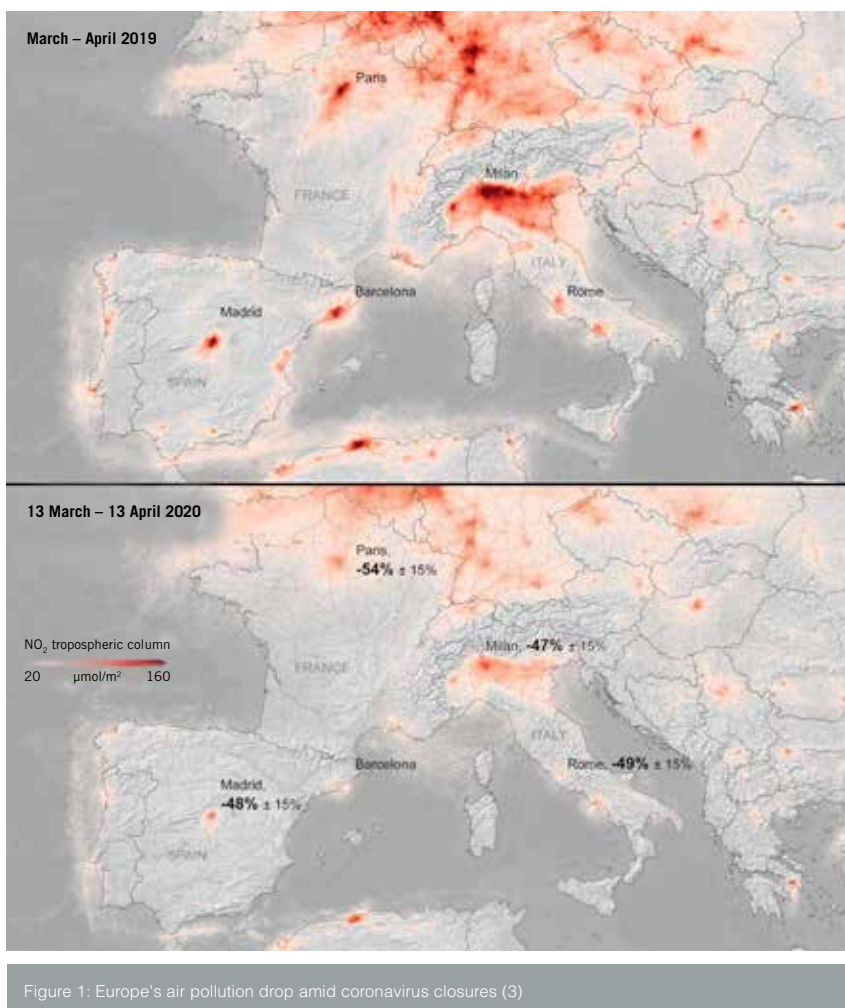 March – April 2019
Paris
Milan
FRANCE
ITALY
Barcelona
Rome
Madrid
SPAIN
13 March – 13 April 2020
Paris,
-54% ± 15%
NO₂ tropospheric column
20 µmol/m² 160
Milan, -47% ± 15%
FRANCE
ITALY
Barcelona
Rome, -49% ± 15%
Madrid,
-48% ± 15%
SPAIN
Figure 1: Europe's air pollution drop amid coronavirus closures (3)